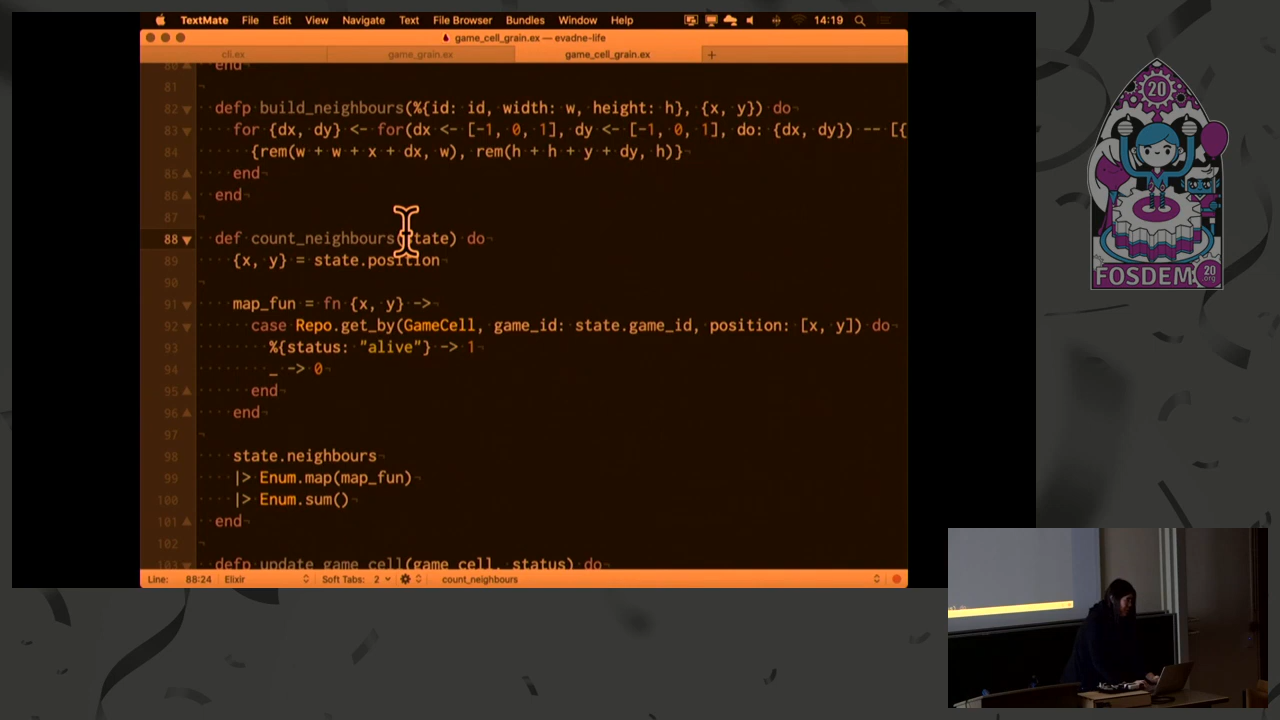 TextMate File Edit View Navigate Text File Browser Bundles Window Help 14:19
game_cell_grain.ex — evadne-life
cli.ex game_grain.ex game_cell_grain.ex +
80 end
81
82 defp build_neighbours(%{id: id, width: w, height: h}, {x, y}) do
83 for {dx, dy} <- for(dx <- [-1, 0, 1], dy <- [-1, 0, 1], do: {dx, dy}) -- [{
84 {rem(w + w + x + dx, w), rem(h + h + y + dy, h)}
85 end
86 end
87
88 def count_neighbours(state) do
89 {x, y} = state.position
90
91 map_fun = fn {x, y} ->
92 case Repo.get_by(GameCell, game_id: state.game_id, position: [x, y]) do
93 %{status: "alive"} -> 1
94 _ -> 0
95 end
96 end
97
98 state.neighbours
99 |> Enum.map(map_fun)
100 |> Enum.sum()
101 end
102
103 defp update_game_cell(game_cell, status) do
Line: 88:24 Elixir Soft Tabs: 2 count_neighbours
20
FOSDEM 20
.org